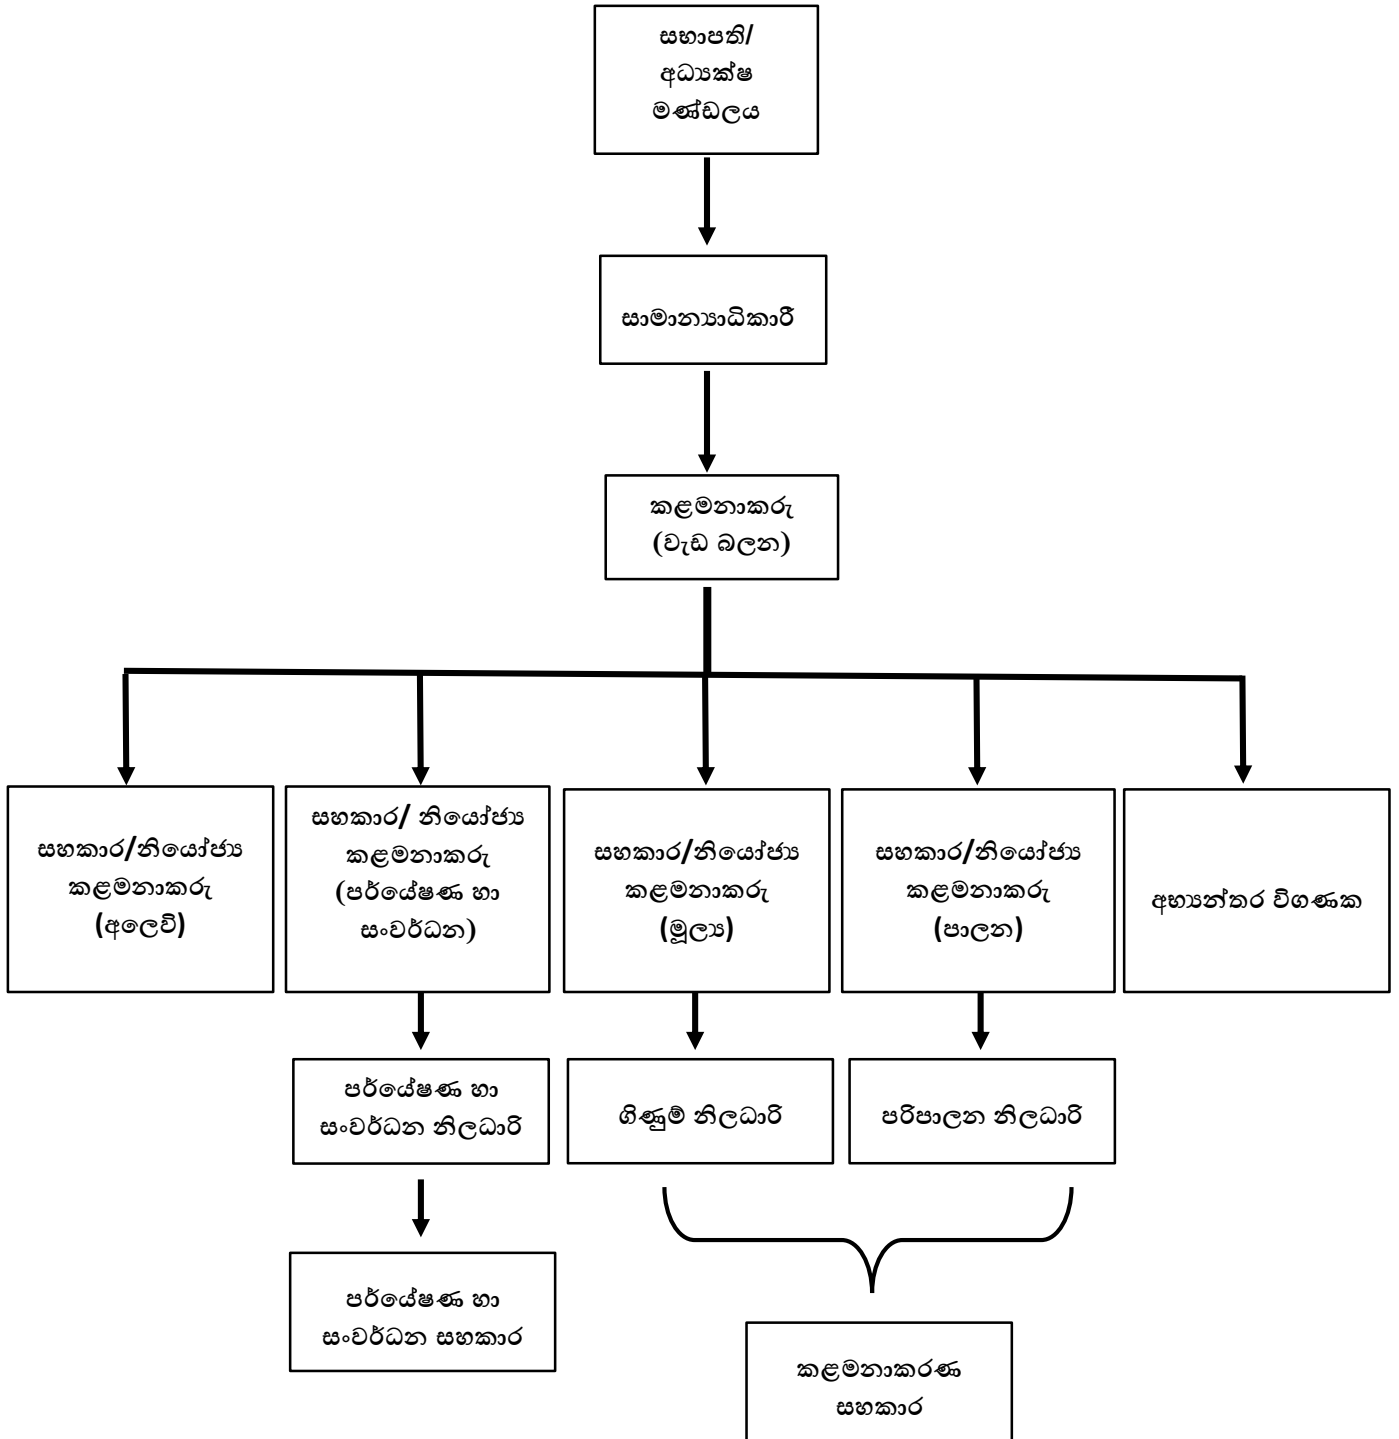 සභාපති/
අධ්‍යක්ෂ
මණ්ඩලය
සාමාන්‍යාධිකාරී
කළමනාකරු
(වැඩ බලන)
සහකාර/නියෝජ්‍ය
කළමනාකරු
(අලෙවි)
සහකාර/ නියෝජ්‍ය
කළමනාකරු
(පර්යේෂණ හා
සංවර්ධන)
සහකාර/නියෝජ්‍ය
කළමනාකරු
(මූල්‍ය)
සහකාර/නියෝජ්‍ය
කළමනාකරු
(පාලන)
අභ්‍යන්තර විගණක
පර්යේෂණ හා
සංවර්ධන නිලධාරි
ගිණුම් නිලධාරි
පරිපාලන නිලධාරි
පර්යේෂණ හා
සංවර්ධන සහකාර
කළමනාකරණ
සහකාර